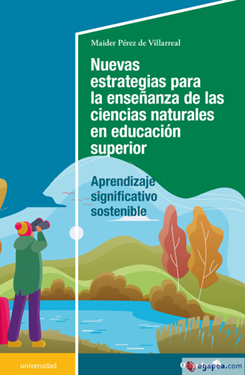 Maider Pérez de Villarreal
Nuevas
estrategias para
la enseñanza de las
ciencias naturales
en educación
superior
Aprendizaje
significativo
sostenible
universidad
agapea.com